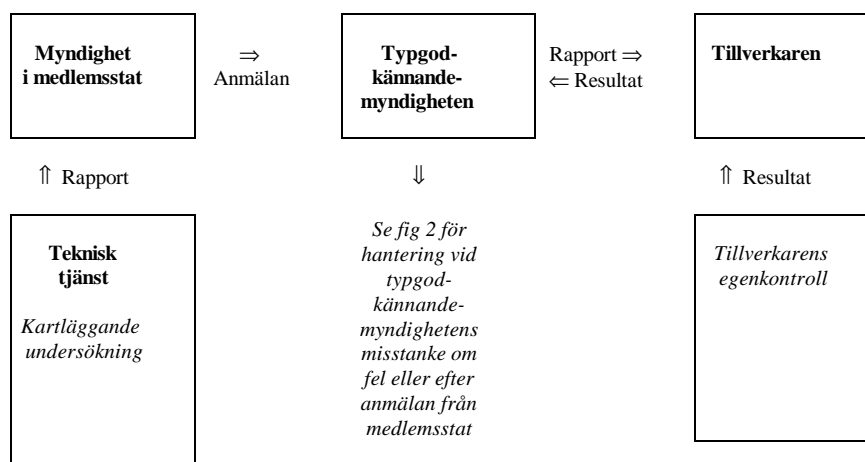 Myndighet
i medlemsstat
⇒
Anmälan
Typgod-
kännande-
myndigheten
Rapport ⇒
⇐ Resultat
Tillverkaren
⇑ Rapport
⇓
⇑ Resultat
Teknisk
tjänst
Kartläggande
undersökning
Se fig 2 för
hantering vid
typgod-
kännande-
myndighetens
misstanke om
fel eller efter
anmälan från
medlemsstat
Tillverkarens
egenkontroll